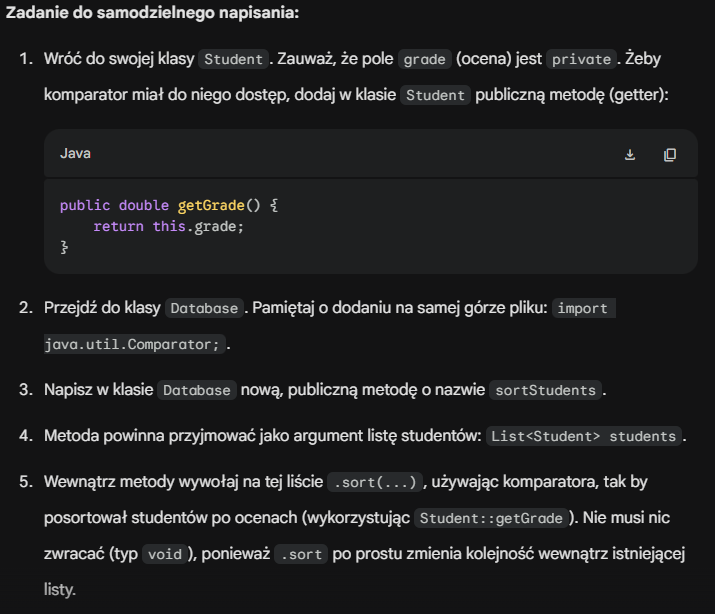 Zadanie do samodzielnego napisania:
1. Wróć do swojej klasy Student. Zauważ, że pole grade (ocena) jest private. Żeby
komparator miał do niego dostęp, dodaj w klasie Student publiczną metodę (getter):
Java
public double getGrade() {
    return this.grade;
}
2. Przejdź do klasy Database. Pamiętaj o dodaniu na samej górze pliku: import
java.util.Comparator;.
3. Napisz w klasie Database nową, publiczną metodę o nazwie sortStudents.
4. Metoda powinna przyjmować jako argument listę studentów: List<Student> students.
5. Wewnątrz metody wywołaj na tej liście .sort(...), używając komparatora, tak by
posortował studentów po ocenach (wykorzystując Student::getGrade). Nie musi nic
zwracać (typ void), ponieważ .sort po prostu zmienia kolejność wewnątrz istniejącej
listy.